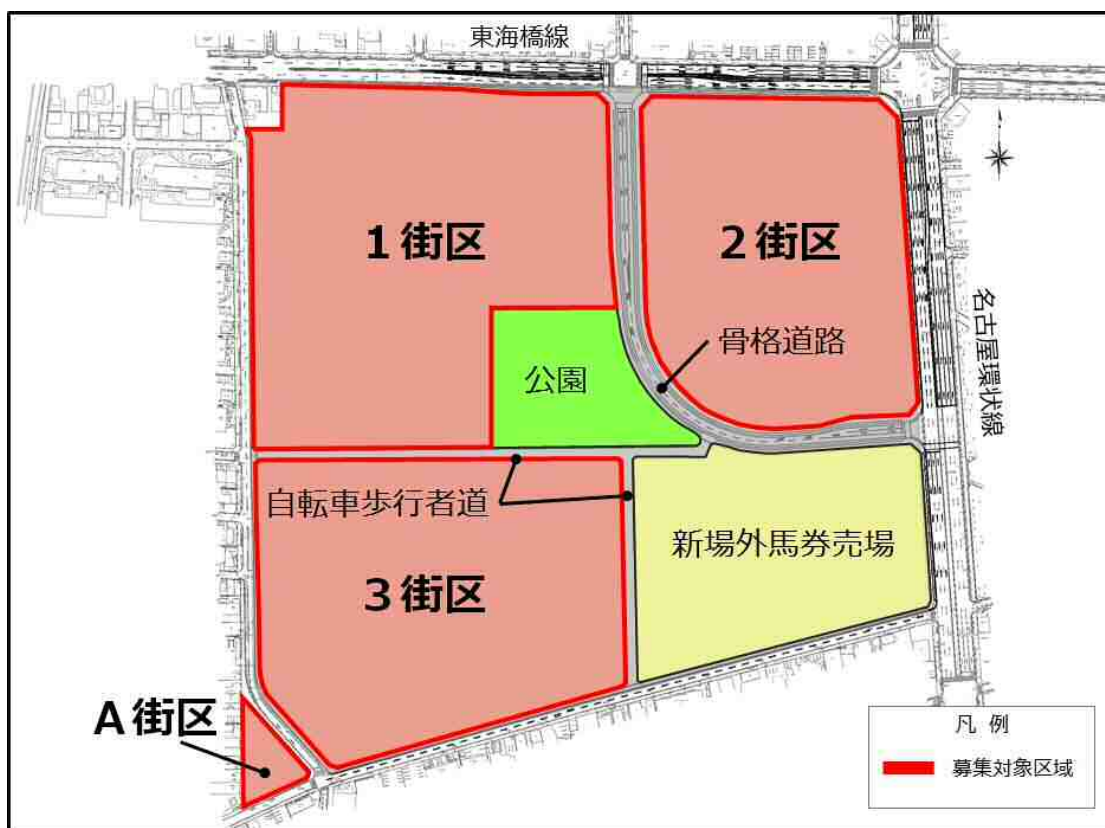 東海橋線
1街区
2街区
名古屋環状線
骨格道路
公園
自転車歩行者道
新場外馬券売場
3街区
A街区
凡 例
募集対象区域